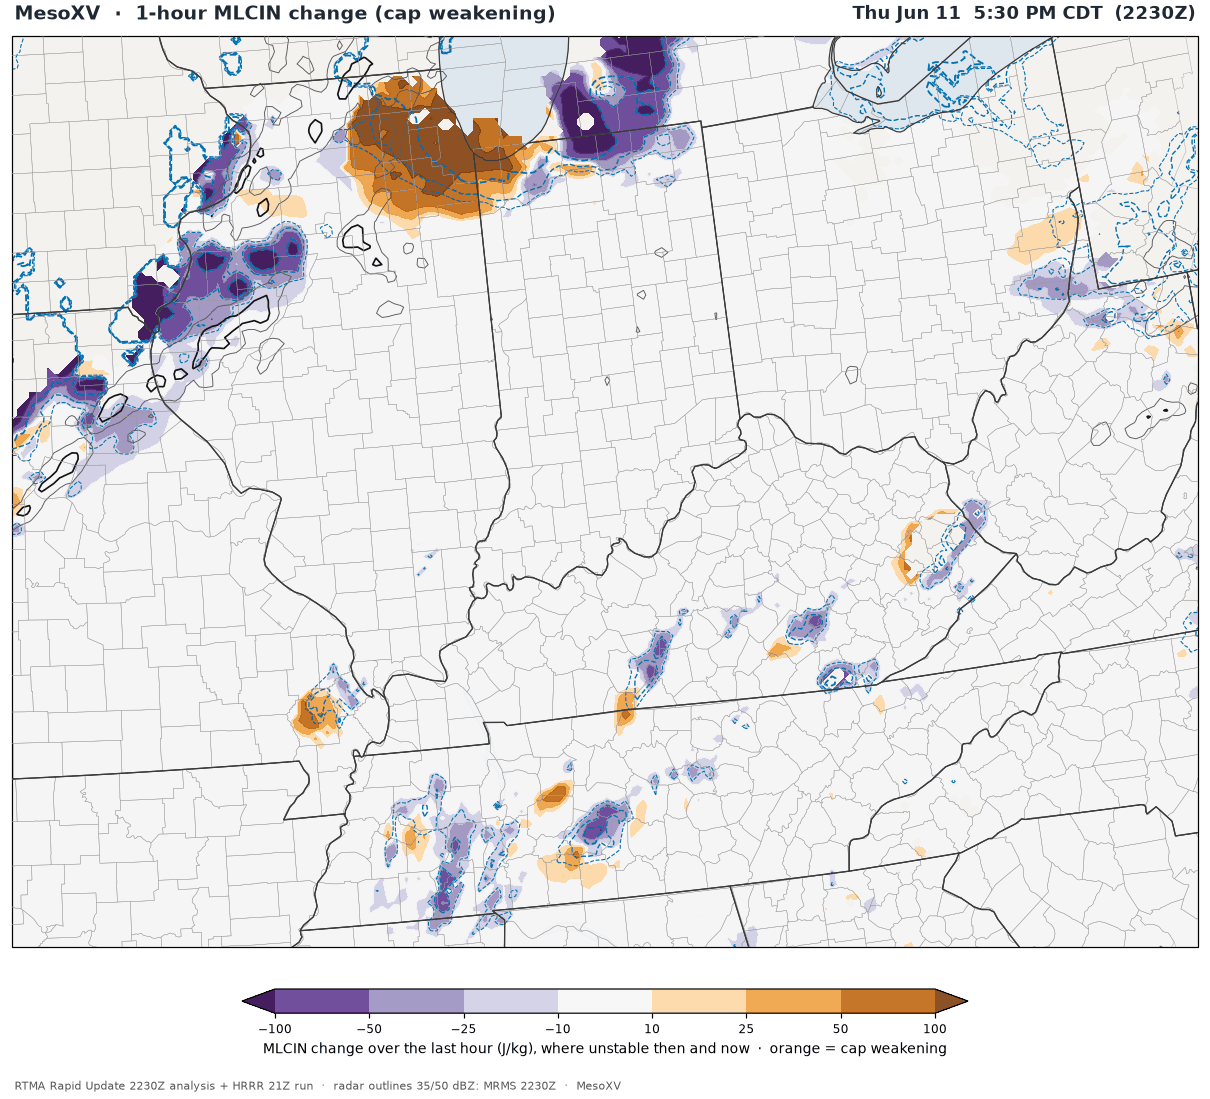 MesoXV · 1-hour MLCIN change (cap weakening)
Thu Jun 11 5:30 PM CDT (2230Z)
−100 −50 −25 −10 10 25 50 100
MLCIN change over the last hour (J/kg), where unstable then and now · orange = cap weakening
RTMA Rapid Update 2230Z analysis + HRRR 21Z run · radar outlines 35/50 dBZ: MRMS 2230Z · MesoXV